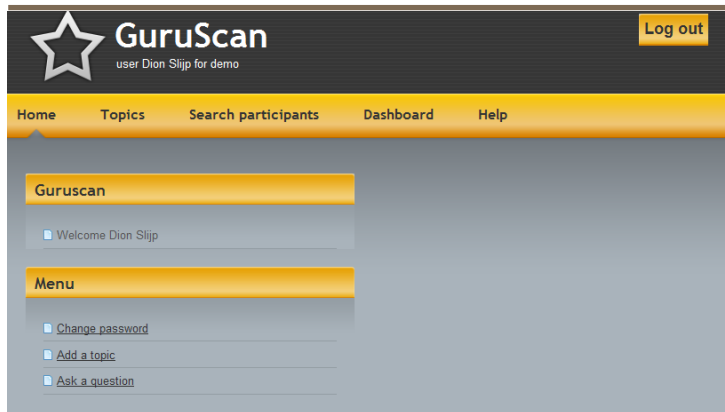 GuruScan
user Dion Slijp for demo
Log out
Home Topics Search participants Dashboard Help
Guruscan
Welcome Dion Slijp
Menu
Change password
Add a topic
Ask a question